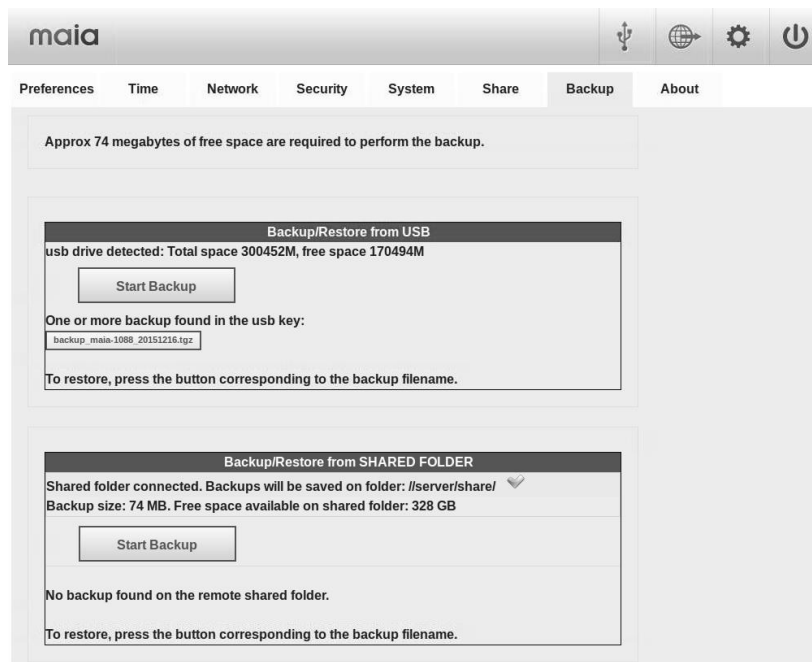 maia
Preferences Time Network Security System Share Backup About
Approx 74 megabytes of free space are required to perform the backup.
Backup/Restore from USB
usb drive detected: Total space 300452M, free space 170494M
Start Backup
One or more backup found in the usb key:
backup_maia-1088_20151216.tgz
To restore, press the button corresponding to the backup filename.
Backup/Restore from SHARED FOLDER
Shared folder connected. Backups will be saved on folder: //server/share/
Backup size: 74 MB. Free space available on shared folder: 328 GB
Start Backup
No backup found on the remote shared folder.
To restore, press the button corresponding to the backup filename.